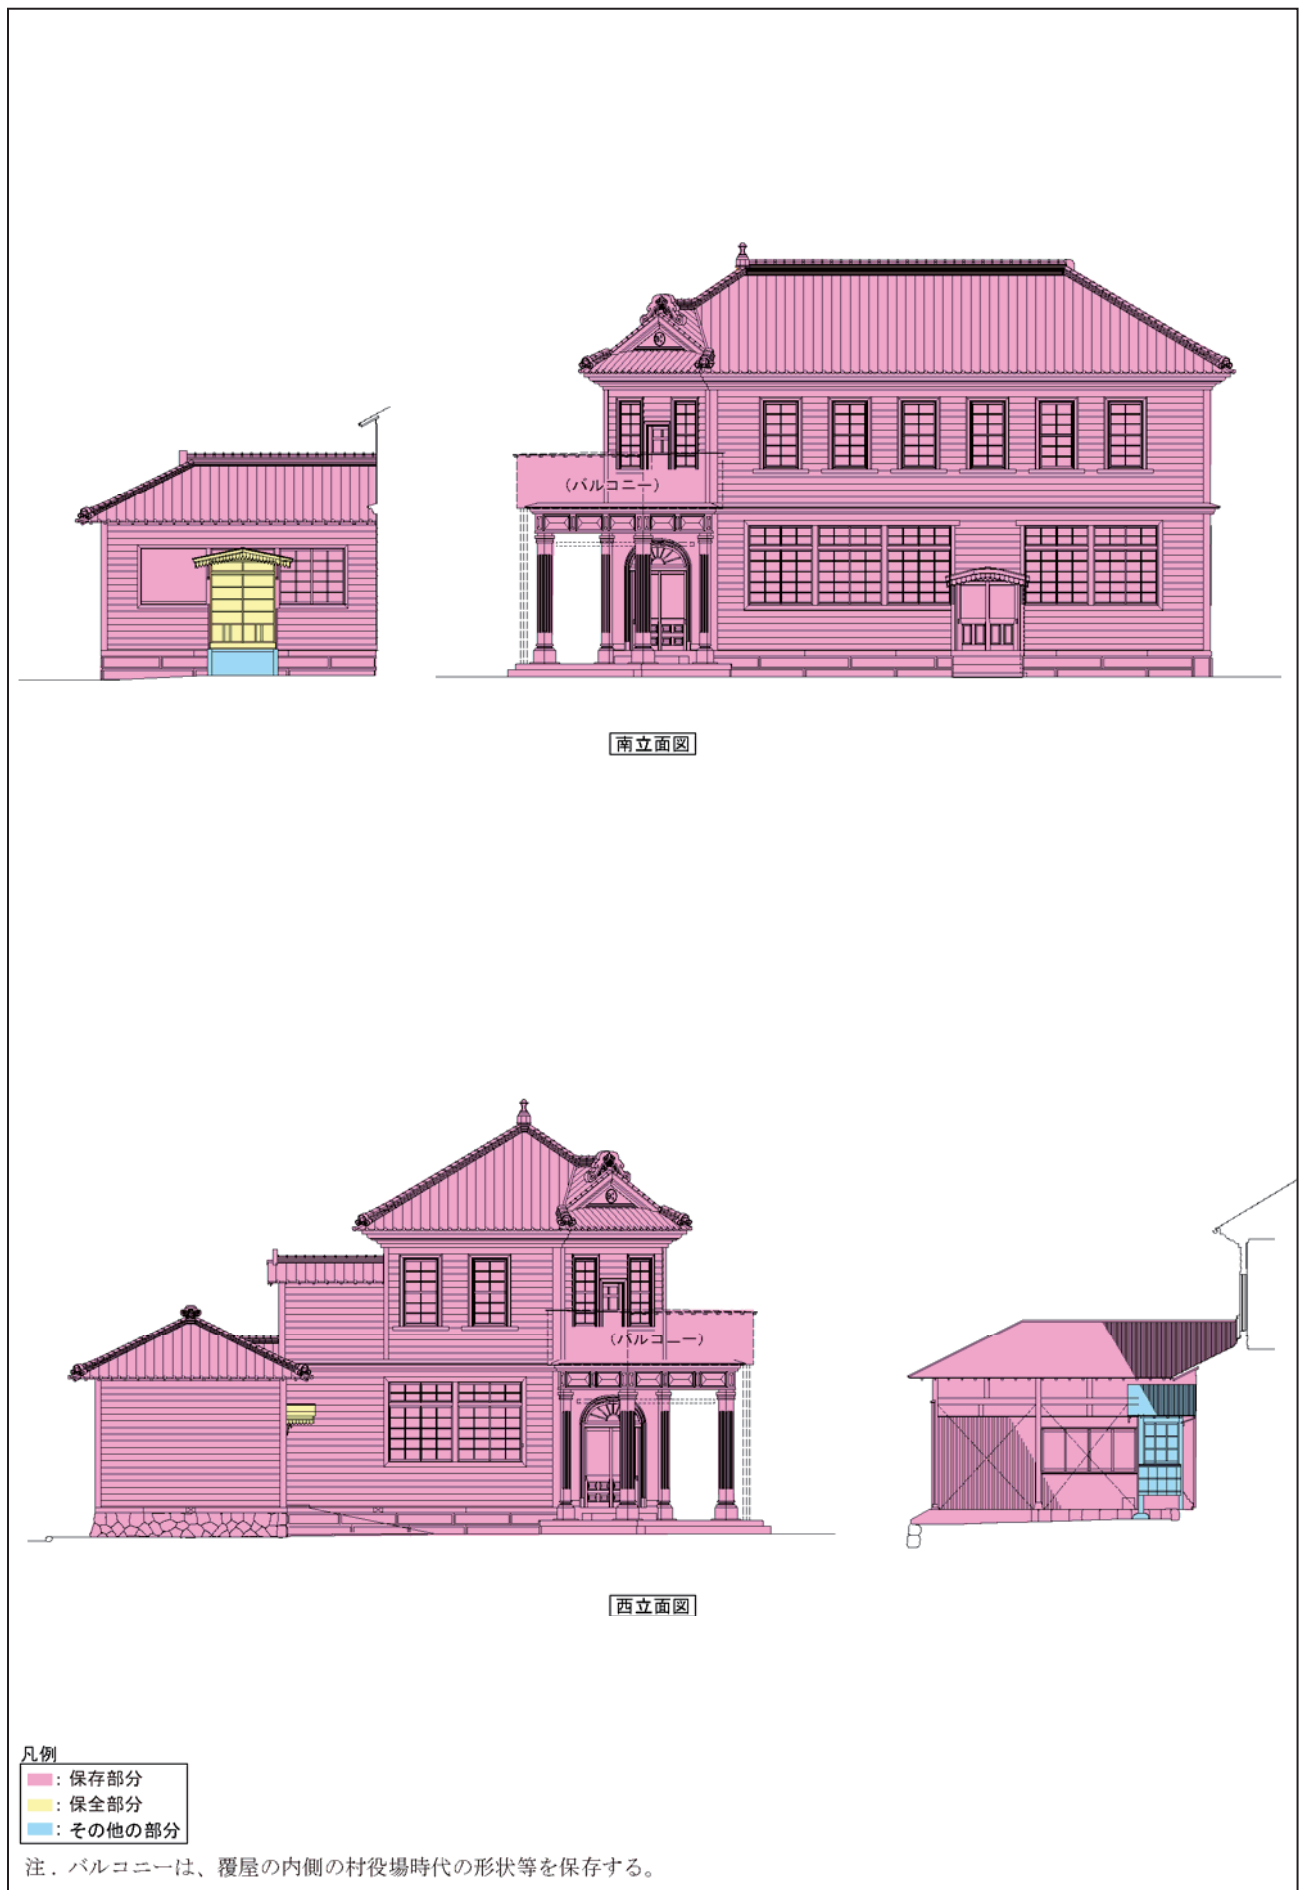 (バルコニー)
南立面図
(バルコニー)
西立面図
凡例
: 保存部分
: 保全部分
: その他の部分
注. バルコニーは、覆屋の内側の村役場時代の形状等を保存する。